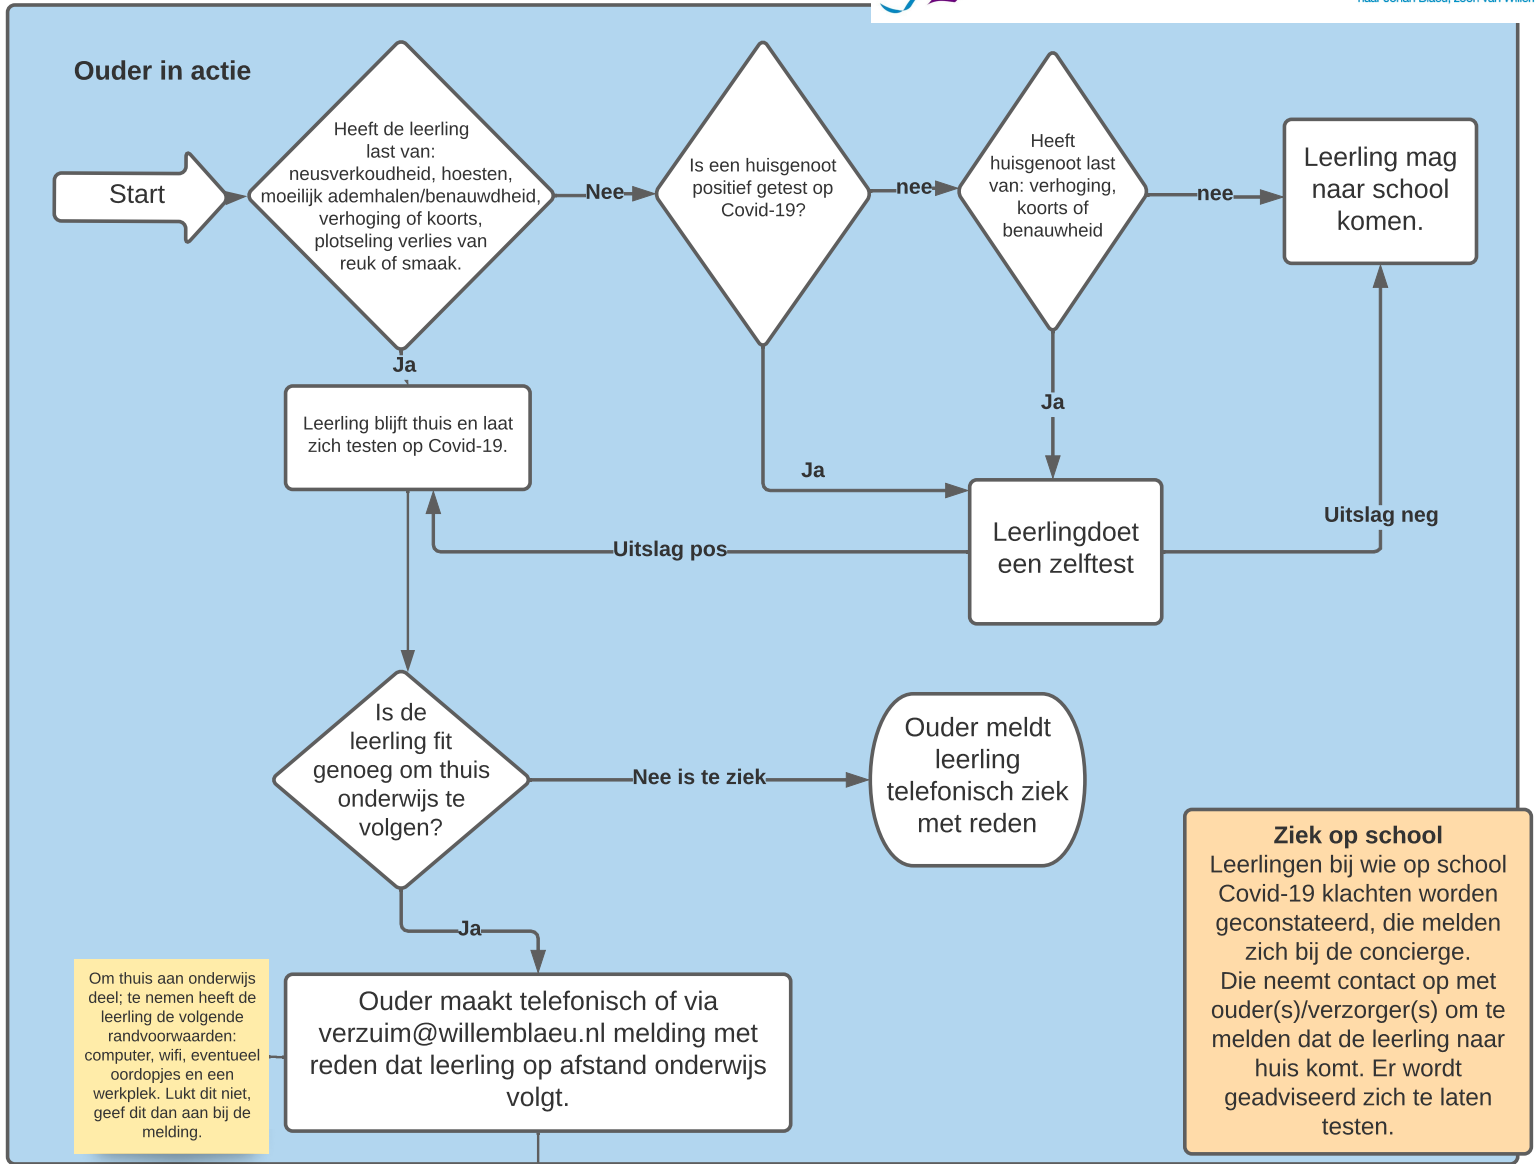 naar Johan Blaeu, zoon van Willem
Ouder in actie
Start
Heeft de leerling
last van:
neusverkoudheid, hoesten,
moeilijk ademhalen/benauwdheid,
verhoging of koorts,
plotseling verlies van
reuk of smaak.
Nee
Is een huisgenoot
positief getest op
Covid-19?
nee
Heeft
huisgenoot last
van: verhoging,
koorts of
benauwheid
nee
Leerling mag
naar school
komen.
Ja
Leerling blijft thuis en laat
zich testen op Covid-19.
Ja
Ja
Leerlingdoet
een zelftest
Uitslag pos
Uitslag neg
Is de
leerling fit
genoeg om thuis
onderwijs te
volgen?
Nee is te ziek
Ouder meldt
leerling
telefonisch ziek
met reden
Ja
Om thuis aan onderwijs
deel; te nemen heeft de
leerling de volgende
randvoorwaarden:
computer, wifi, eventueel
oordopjes en een
werkplek. Lukt dit niet,
geef dit dan aan bij de
melding.
Ouder maakt telefonisch of via
verzuim@willemblaeu.nl melding met
reden dat leerling op afstand onderwijs
volgt.
Ziek op school
Leerlingen bij wie op school
Covid-19 klachten worden
geconstateerd, die melden
zich bij de concierge.
Die neemt contact op met
ouder(s)/verzorger(s) om te
melden dat de leerling naar
huis komt. Er wordt
geadviseerd zich te laten
testen.